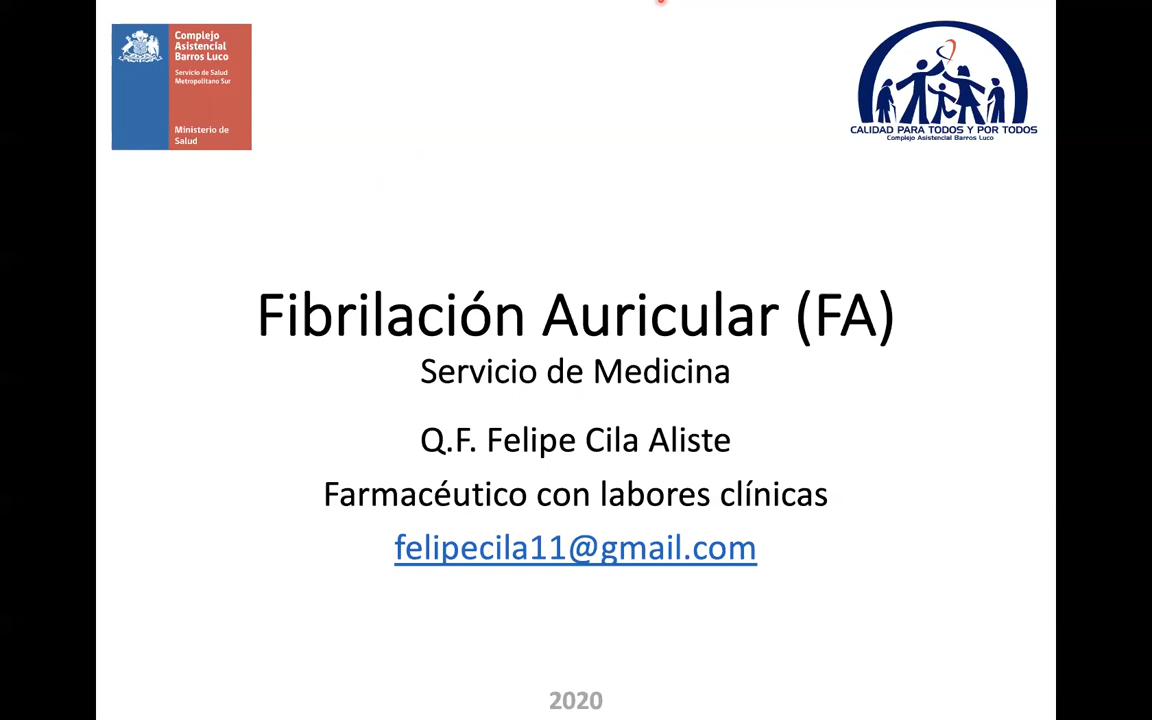 Complejo
Asistencial
Barros Luco
Servicio de Salud
Metropolitano Sur
Ministerio de
Salud
CALIDAD PARA TODOS Y POR TODOS
Complejo Asistencial Barros Luco
Fibrilación Auricular (FA)
Servicio de Medicina
Q.F. Felipe Cila Aliste
Farmacéutico con labores clínicas
felipecila11@gmail.com
2020